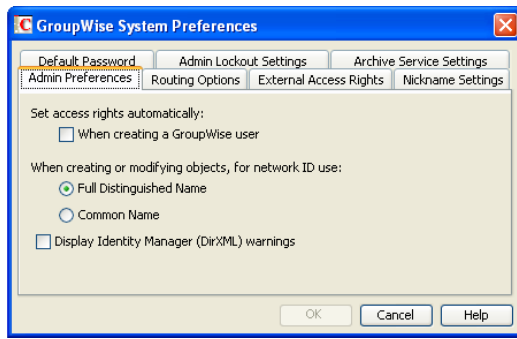 GroupWise System Preferences
Default Password Admin Lockout Settings Archive Service Settings
Admin Preferences Routing Options External Access Rights Nickname Settings
Set access rights automatically:
When creating a GroupWise user
When creating or modifying objects, for network ID use:
Full Distinguished Name
Common Name
Display Identity Manager (DirXML) warnings
OK Cancel Help